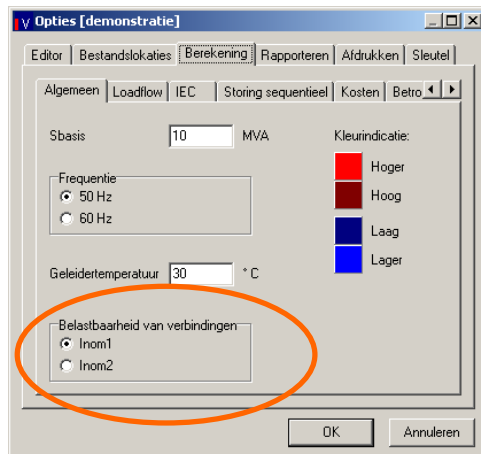 V Opties [demonstratie]
Editor Bestandslokaties Berekening Rapporteren Afdrukken Sleutel
Algemeen Loadflow IEC Storing sequentieel Kosten Betro
Sbasis 10 MVA Kleurindicatie:
Hoger
Frequentie
50 Hz Hoog
60 Hz
Laag
Lager
Geleidertemperatuur 30 ° C
Belastbaarheid van verbindingen
Inom1
Inom2
OK Annuleren